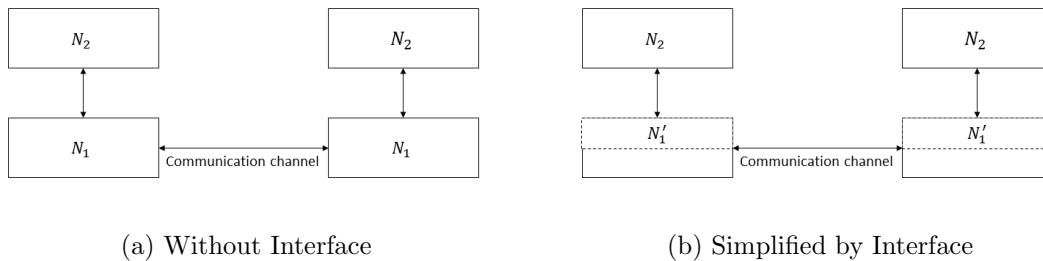 N₂ N₂ N₂ N₂
N₁ N₁ N₁′ N₁′
Communication channel Communication channel
(a) Without Interface (b) Simplified by Interface